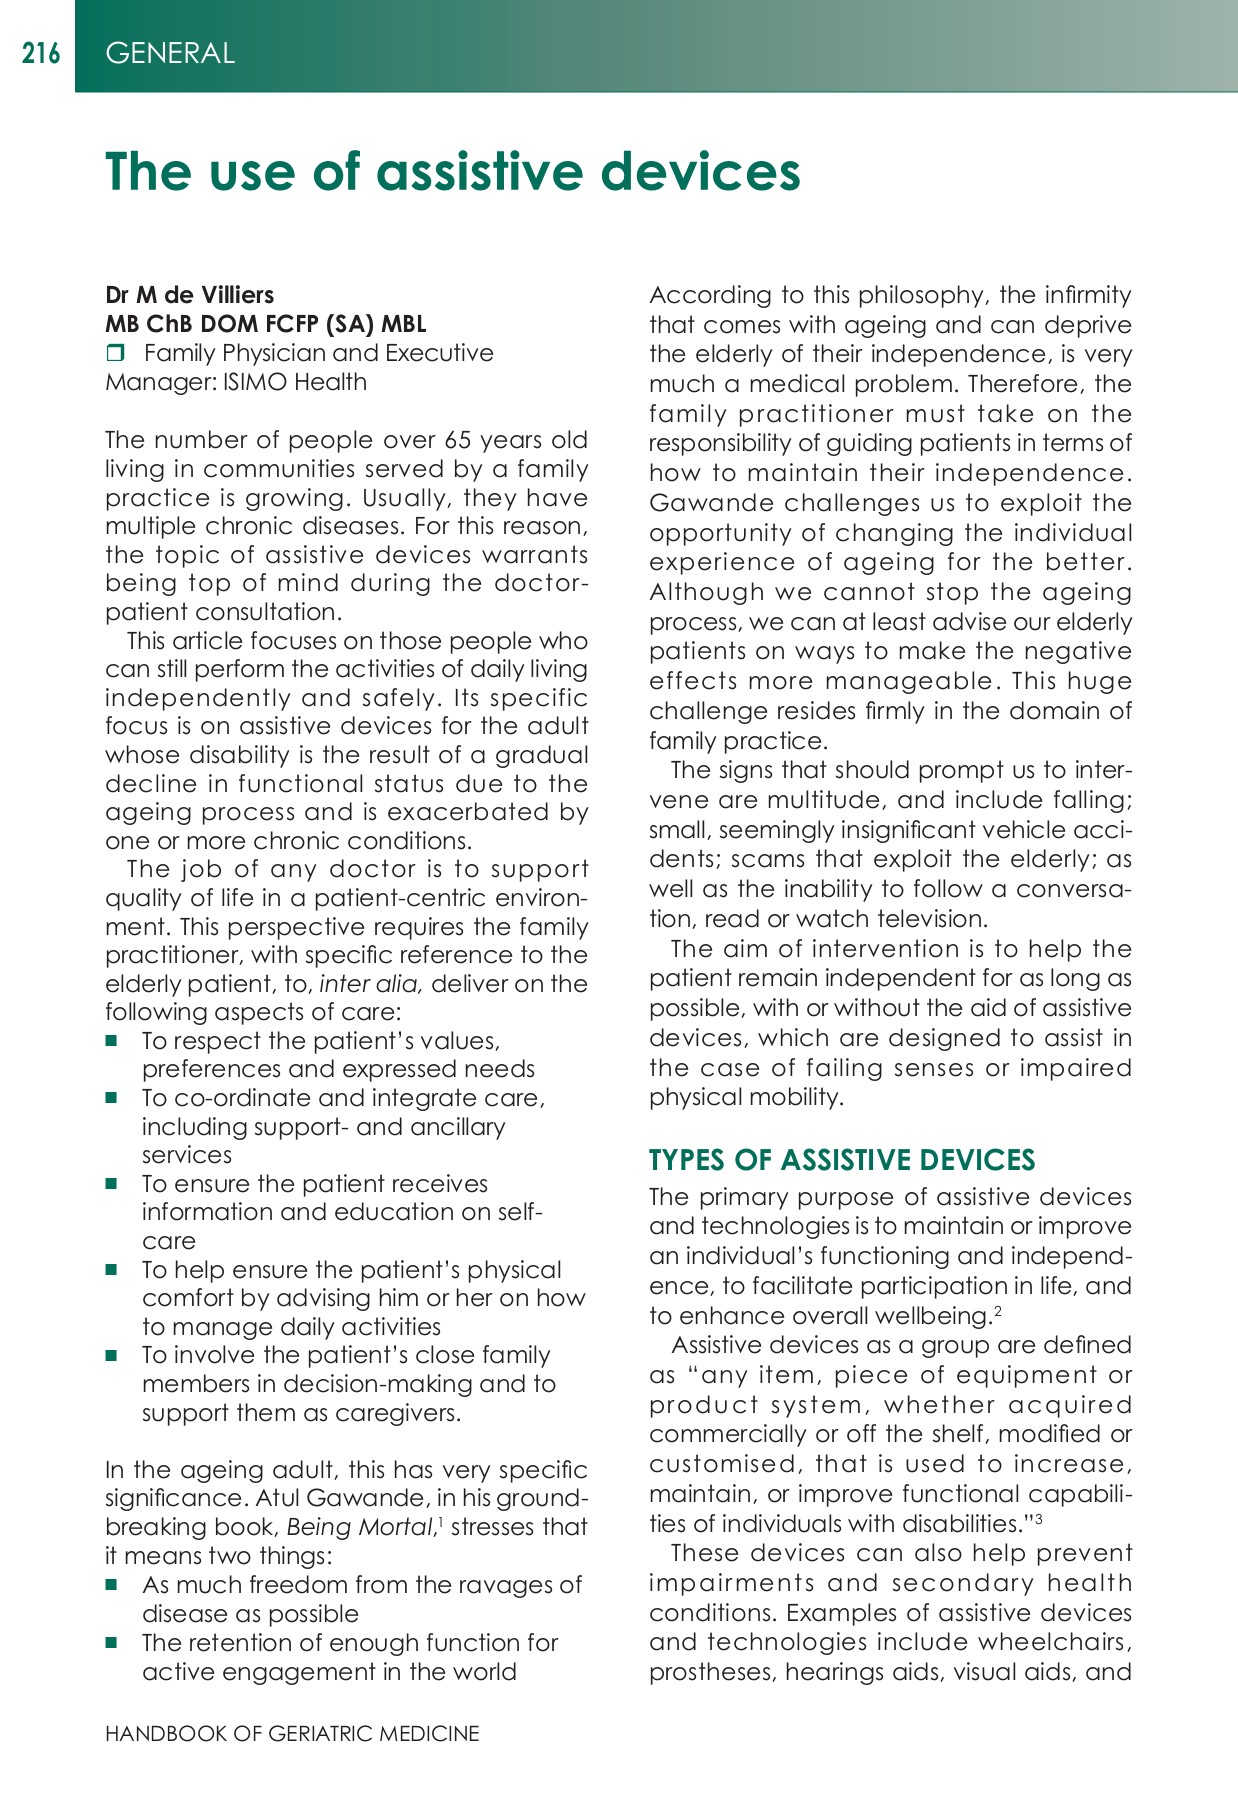 216
GENERAL
The use of assistive devices
Dr M de Villiers
MB ChB DOM FCFP (SA) MBL
❒ Family Physician and Executive
Manager: ISIMO Health
The number of people over 65 years old
living in communities served by a family
practice is growing. Usually, they have
multiple chronic diseases. For this reason,
the topic of assistive devices warrants
being top of mind during the doctor-
patient consultation.
This article focuses on those people who
can still perform the activities of daily living
independently and safely. Its specific
focus is on assistive devices for the adult
whose disability is the result of a gradual
decline in functional status due to the
ageing process and is exacerbated by
one or more chronic conditions.
The job of any doctor is to support
quality of life in a patient-centric environ-
ment. This perspective requires the family
practitioner, with specific reference to the
elderly patient, to, inter alia, deliver on the
following aspects of care:
■ To respect the patient’s values,
preferences and expressed needs
■ To co-ordinate and integrate care,
including support- and ancillary
services
■ To ensure the patient receives
information and education on self-
care
■ To help ensure the patient’s physical
comfort by advising him or her on how
to manage daily activities
■ To involve the patient’s close family
members in decision-making and to
support them as caregivers.
In the ageing adult, this has very specific
significance. Atul Gawande, in his ground-
breaking book, Being Mortal,¹ stresses that
it means two things:
■ As much freedom from the ravages of
disease as possible
■ The retention of enough function for
active engagement in the world
According to this philosophy, the infirmity
that comes with ageing and can deprive
the elderly of their independence, is very
much a medical problem. Therefore, the
family practitioner must take on the
responsibility of guiding patients in terms of
how to maintain their independence.
Gawande challenges us to exploit the
opportunity of changing the individual
experience of ageing for the better.
Although we cannot stop the ageing
process, we can at least advise our elderly
patients on ways to make the negative
effects more manageable. This huge
challenge resides firmly in the domain of
family practice.
The signs that should prompt us to inter-
vene are multitude, and include falling;
small, seemingly insignificant vehicle acci-
dents; scams that exploit the elderly; as
well as the inability to follow a conversa-
tion, read or watch television.
The aim of intervention is to help the
patient remain independent for as long as
possible, with or without the aid of assistive
devices, which are designed to assist in
the case of failing senses or impaired
physical mobility.
TYPES OF ASSISTIVE DEVICES
The primary purpose of assistive devices
and technologies is to maintain or improve
an individual’s functioning and independ-
ence, to facilitate participation in life, and
to enhance overall wellbeing.²
Assistive devices as a group are defined
as “any item, piece of equipment or
product system, whether acquired
commercially or off the shelf, modified or
customised, that is used to increase,
maintain, or improve functional capabili-
ties of individuals with disabilities.”³
These devices can also help prevent
impairments and secondary health
conditions. Examples of assistive devices
and technologies include wheelchairs,
prostheses, hearings aids, visual aids, and
HANDBOOK OF GERIATRIC MEDICINE